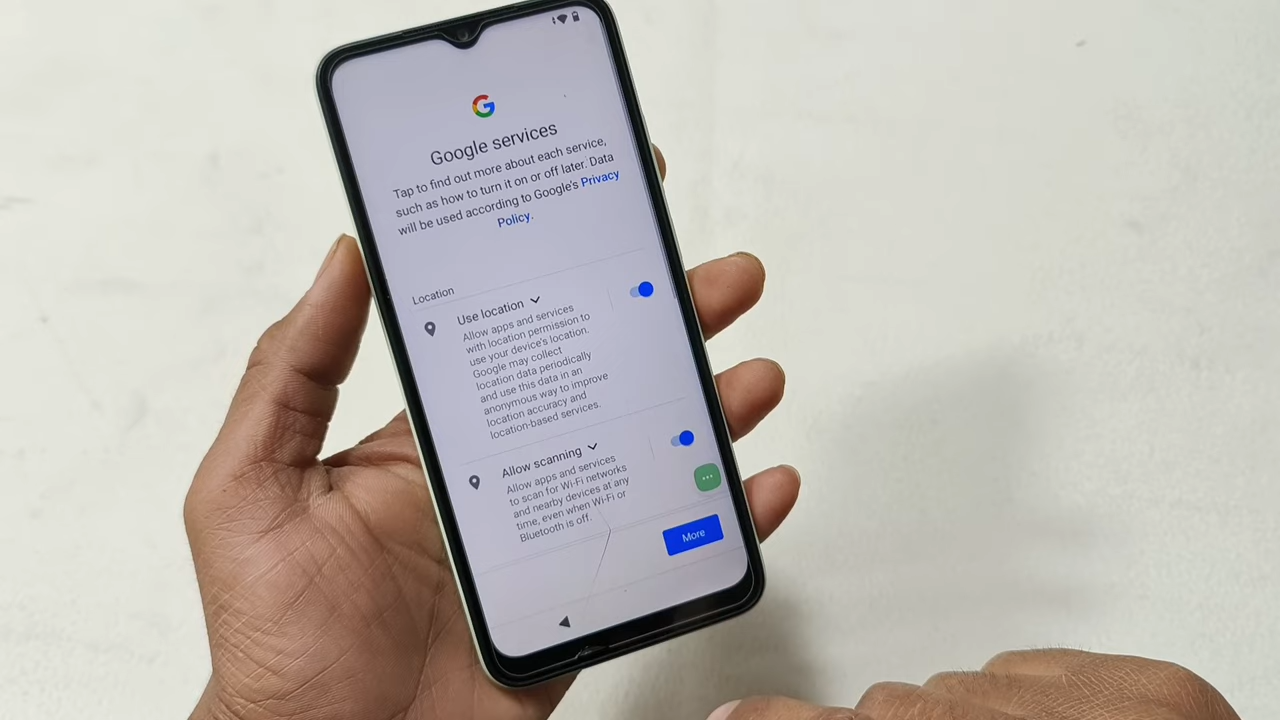 Google services
Tap to find out more about each service,
such as how to turn it on or off later. Data
will be used according to Google's Privacy
Policy.
Location
Use location
Allow apps and services
with location permission to
use your device's location.
Google may collect
location data periodically
and use this data in an
anonymous way to improve
location accuracy and
location-based services.
Allow scanning
Allow apps and services
to scan for Wi-Fi networks
and nearby devices at any
time, even when Wi-Fi or
Bluetooth is off.
More